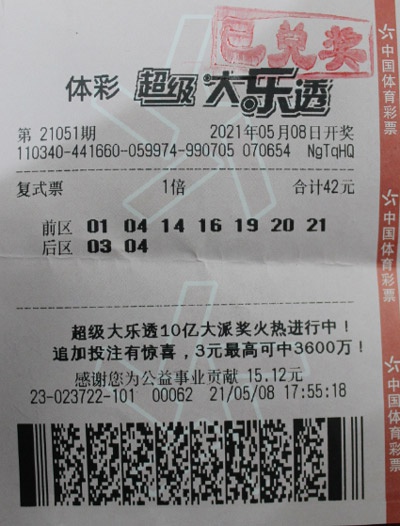 已兑奖
体彩 超级大乐透
第 21051期 2021年05月08日开奖
110340-441660-059974-990705 070654 NgTqHQ
复式票 1倍 合计42元
前区 01 04 14 16 19 20 21
后区 03 04
超级大乐透10亿大派奖火热进行中！
追加投注有惊喜，3元最高可中3600万！
感谢您为公益事业贡献 15.12元
23-023722-101 00062 21/05/08 17:55:18
中国体育彩票
中国体育彩票
中国体育彩票